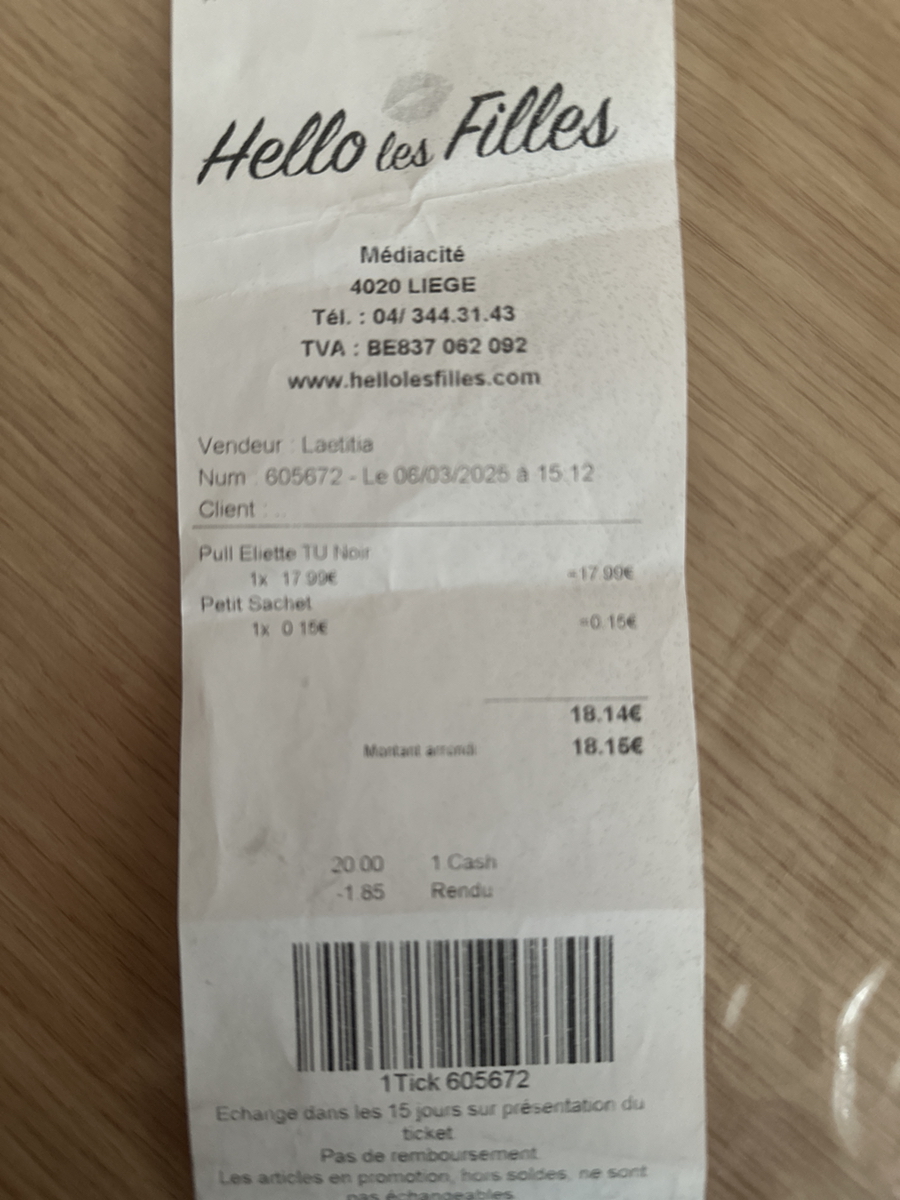 Hello les Filles
Médiacité
4020 LIEGE
Tél. : 04/ 344.31.43
TVA : BE837 062 092
www.hellolesfilles.com
Vendeur : Laetitia
Num : 605672 - Le 06/03/2025 à 15:12
Client : ..
Pull Eliette TU Noir
1x 17.99€ =17.99€
Petit Sachet
1x 0.15€ =0.15€
18.14€
Montant arrondi 18.15€
20.00 1 Cash
-1.85 Rendu
1Tick 605672
Echange dans les 15 jours sur présentation du
ticket
Pas de remboursement
Les articles en promotion, hors soldes, ne sont
pas échangeables